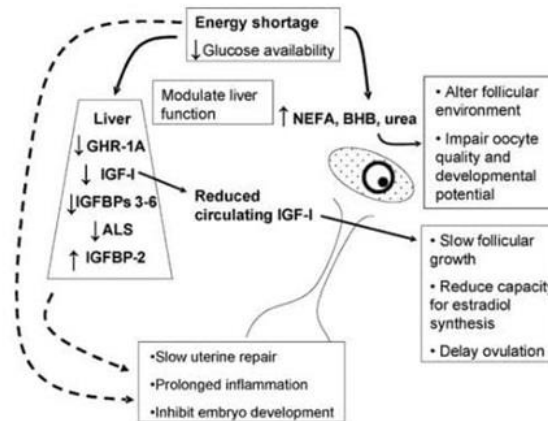 Energy shortage
↓ Glucose availability
Modulate liver
function
↑ NEFA, BHB, urea
• Alter follicular
environment
• Impair oocyte
quality and
developmental
potential
Liver
↓ GHR-1A
↓ IGF-I
↓ IGFBPs 3-6
↓ ALS
↑ IGFBP-2
Reduced
circulating IGF-I
• Slow follicular
growth
• Reduce capacity
for estradiol
synthesis
• Delay ovulation
•Slow uterine repair
•Prolonged inflammation
•Inhibit embryo development